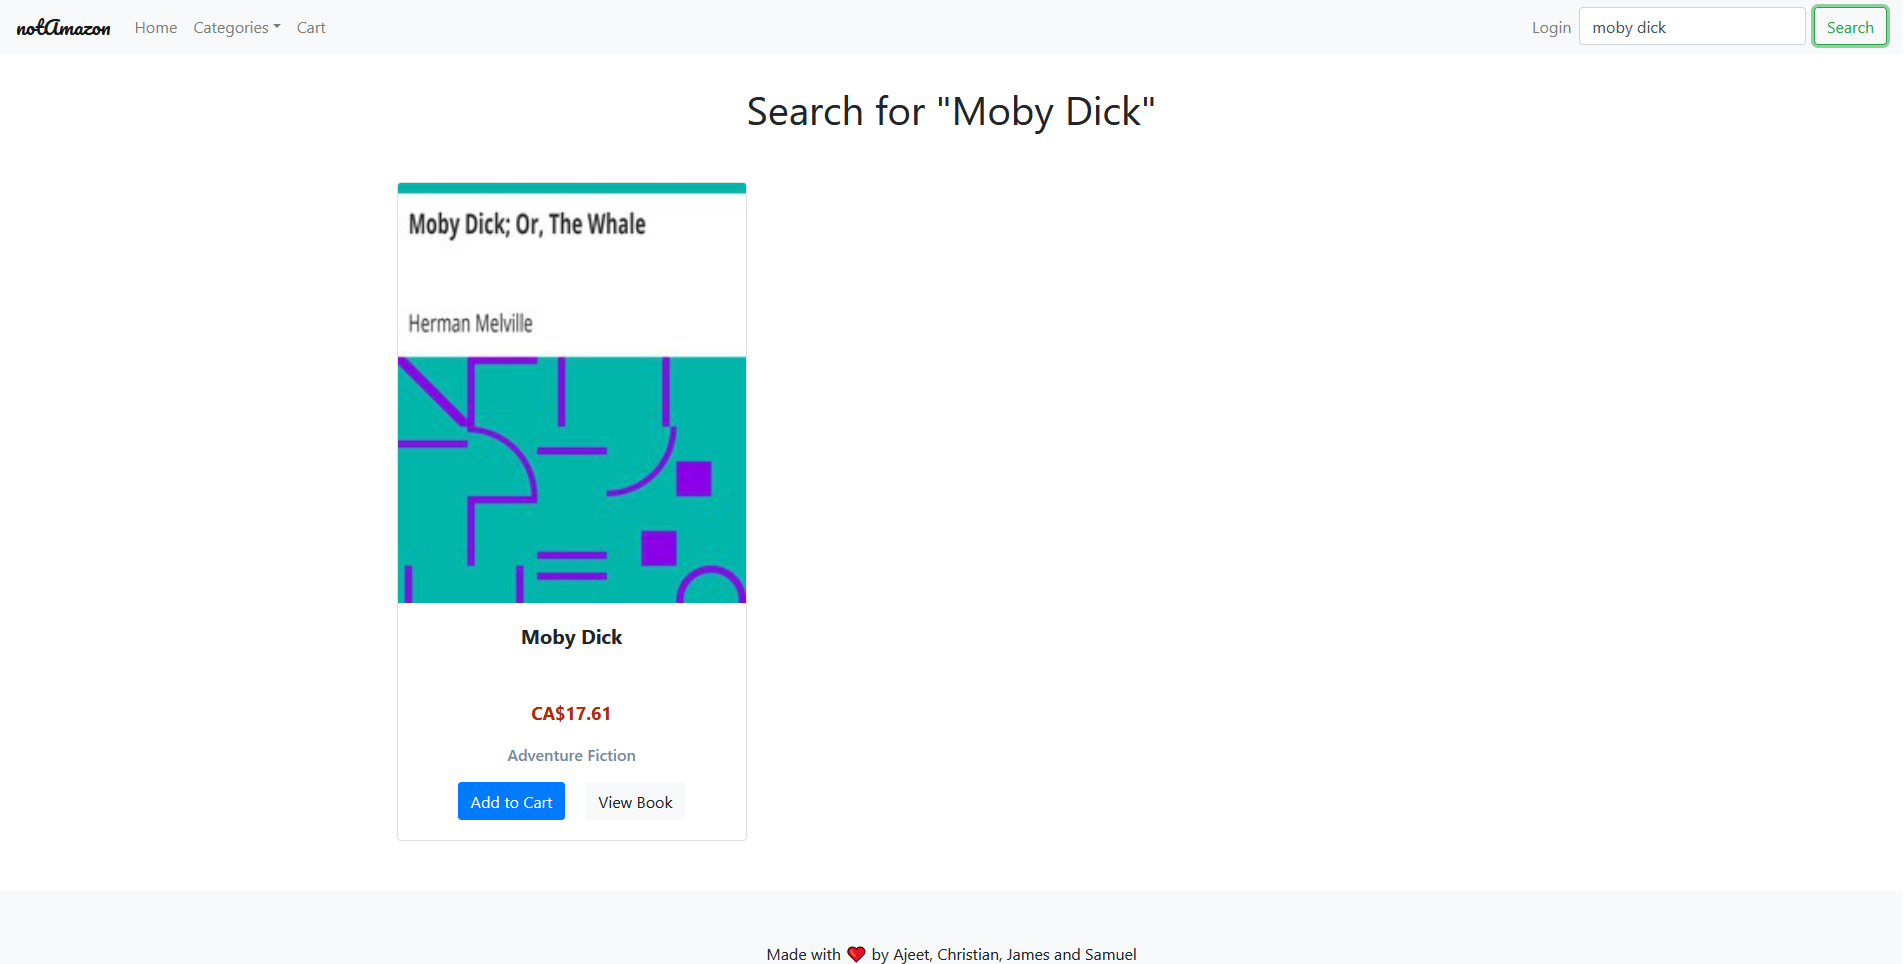 notAmazon Home Categories Cart Login moby dick Search
Search for "Moby Dick"
Moby Dick; Or, The Whale
Herman Melville
Moby Dick
CA$17.61
Adventure Fiction
Add to Cart View Book
Made with ❤ by Ajeet, Christian, James and Samuel